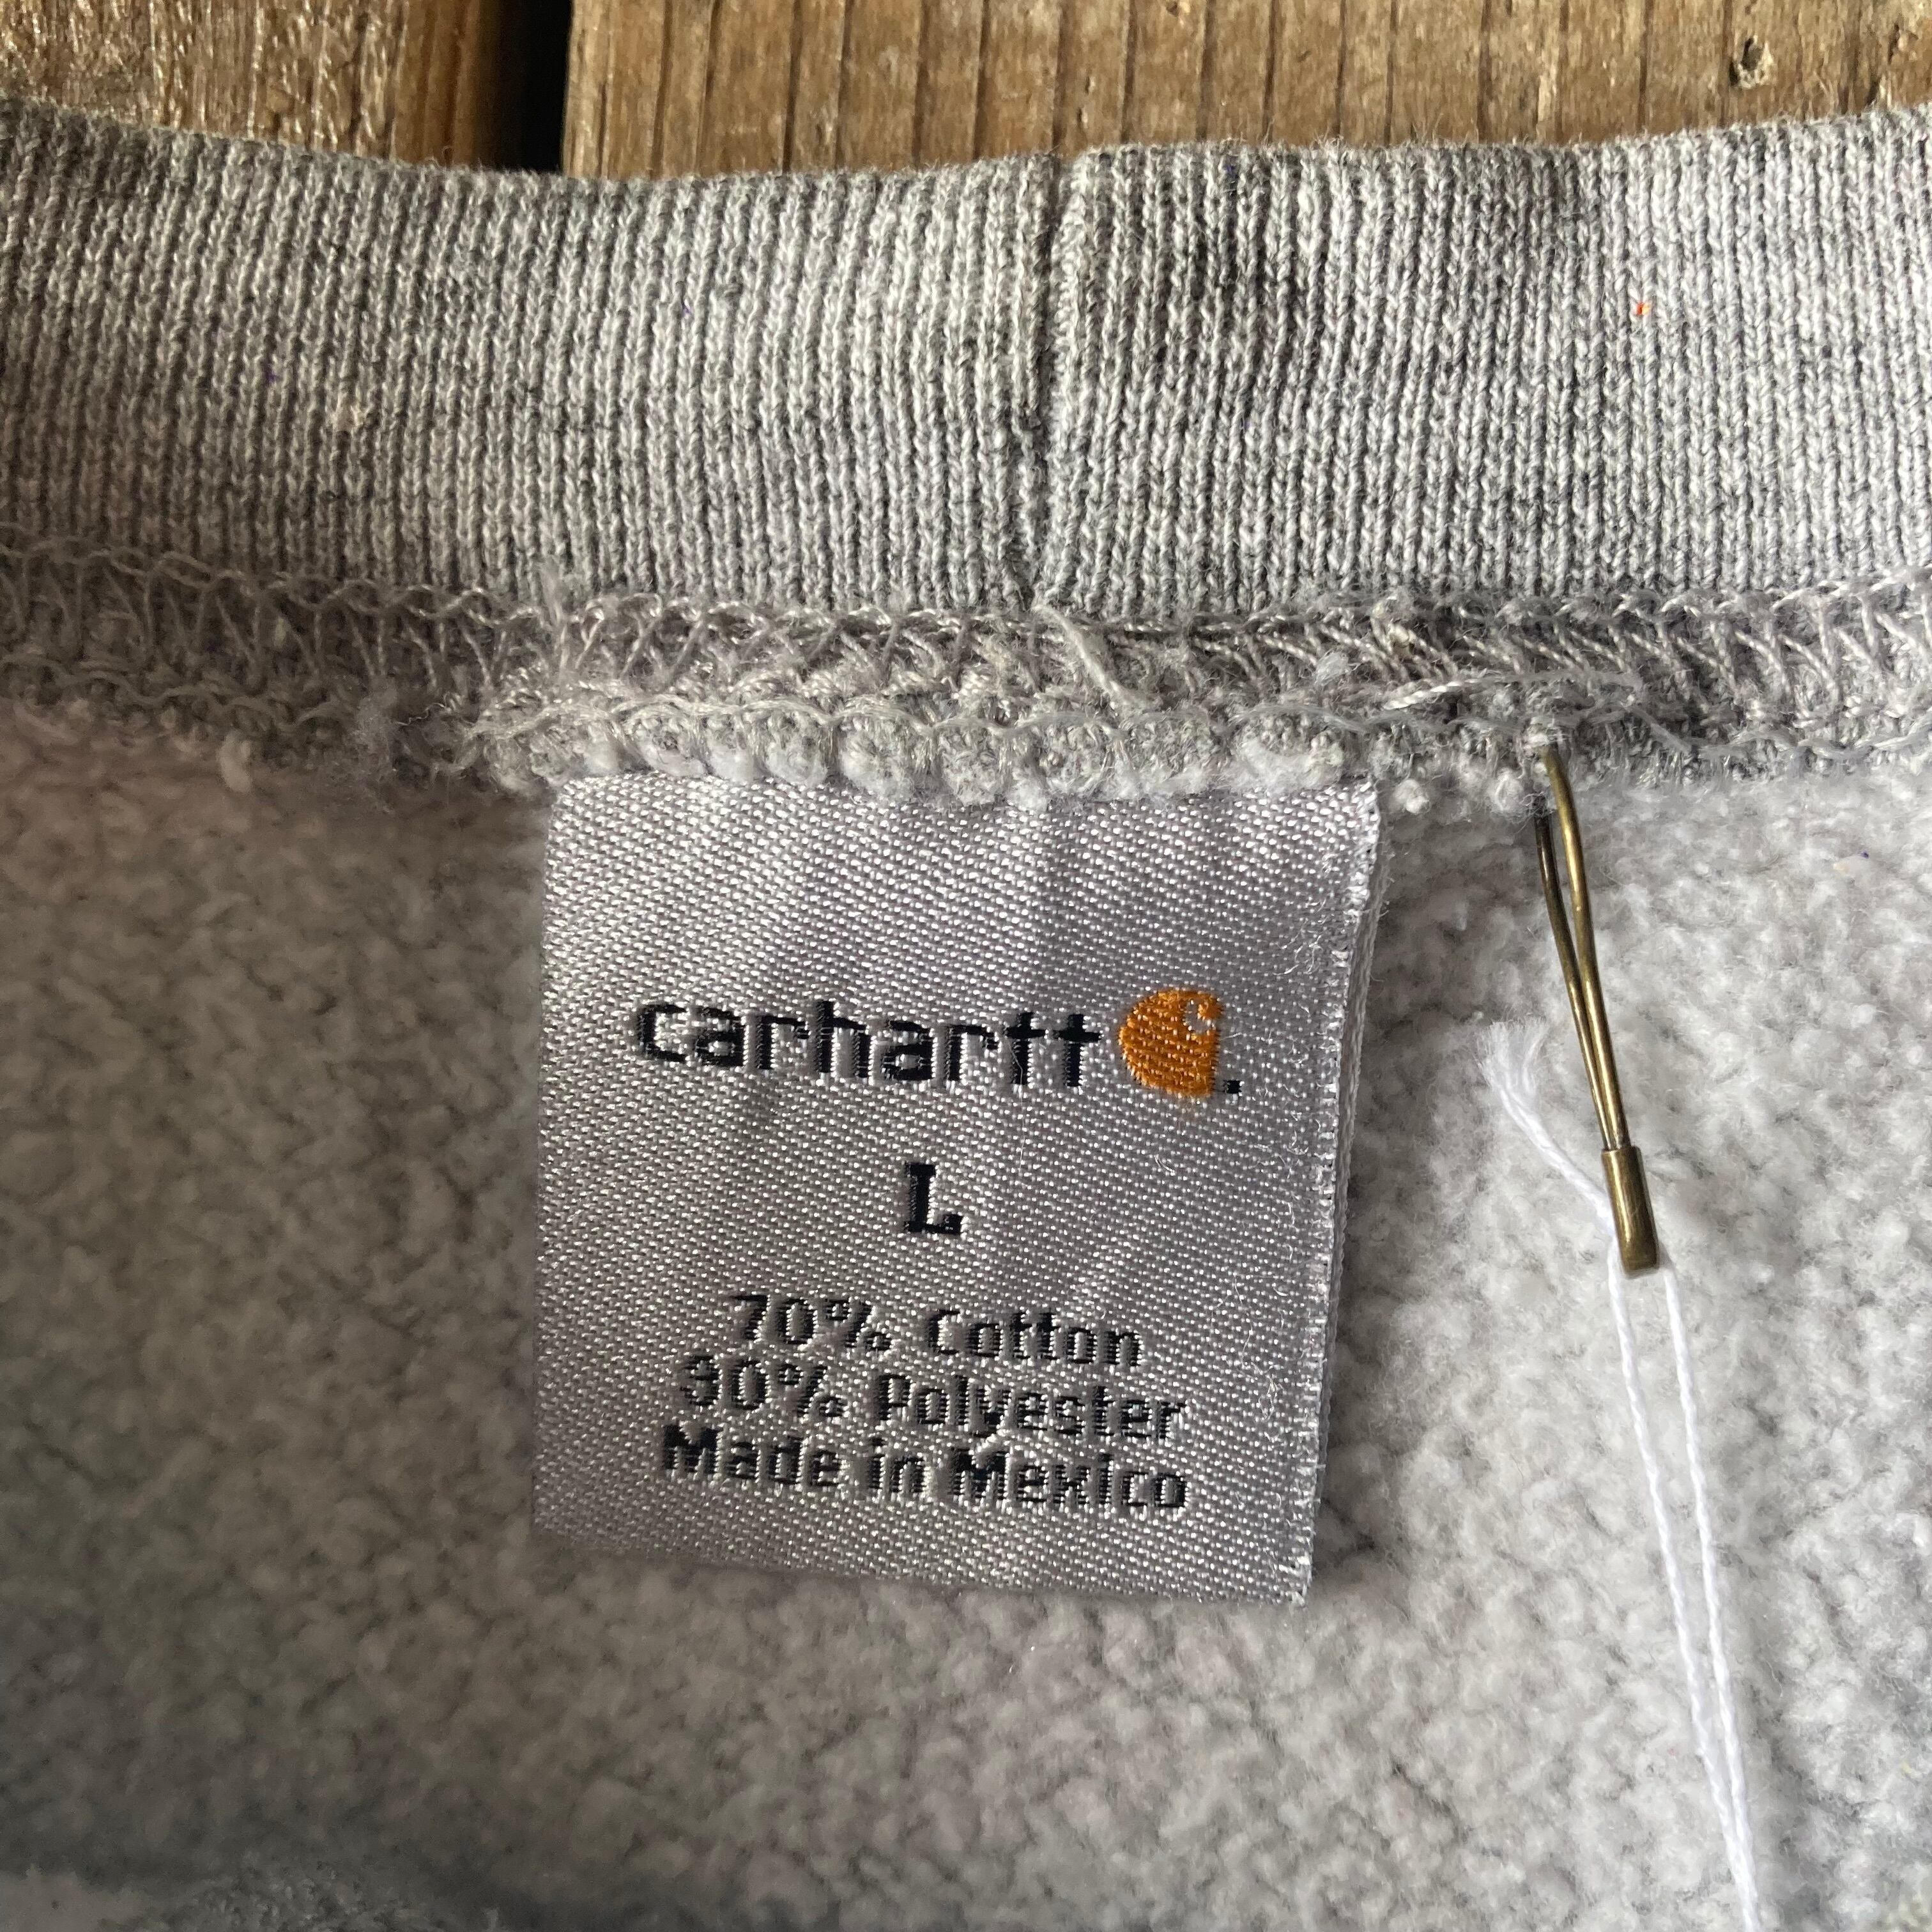 carhartt.
L
70% Cotton
30% Polyester
Made in Mexico